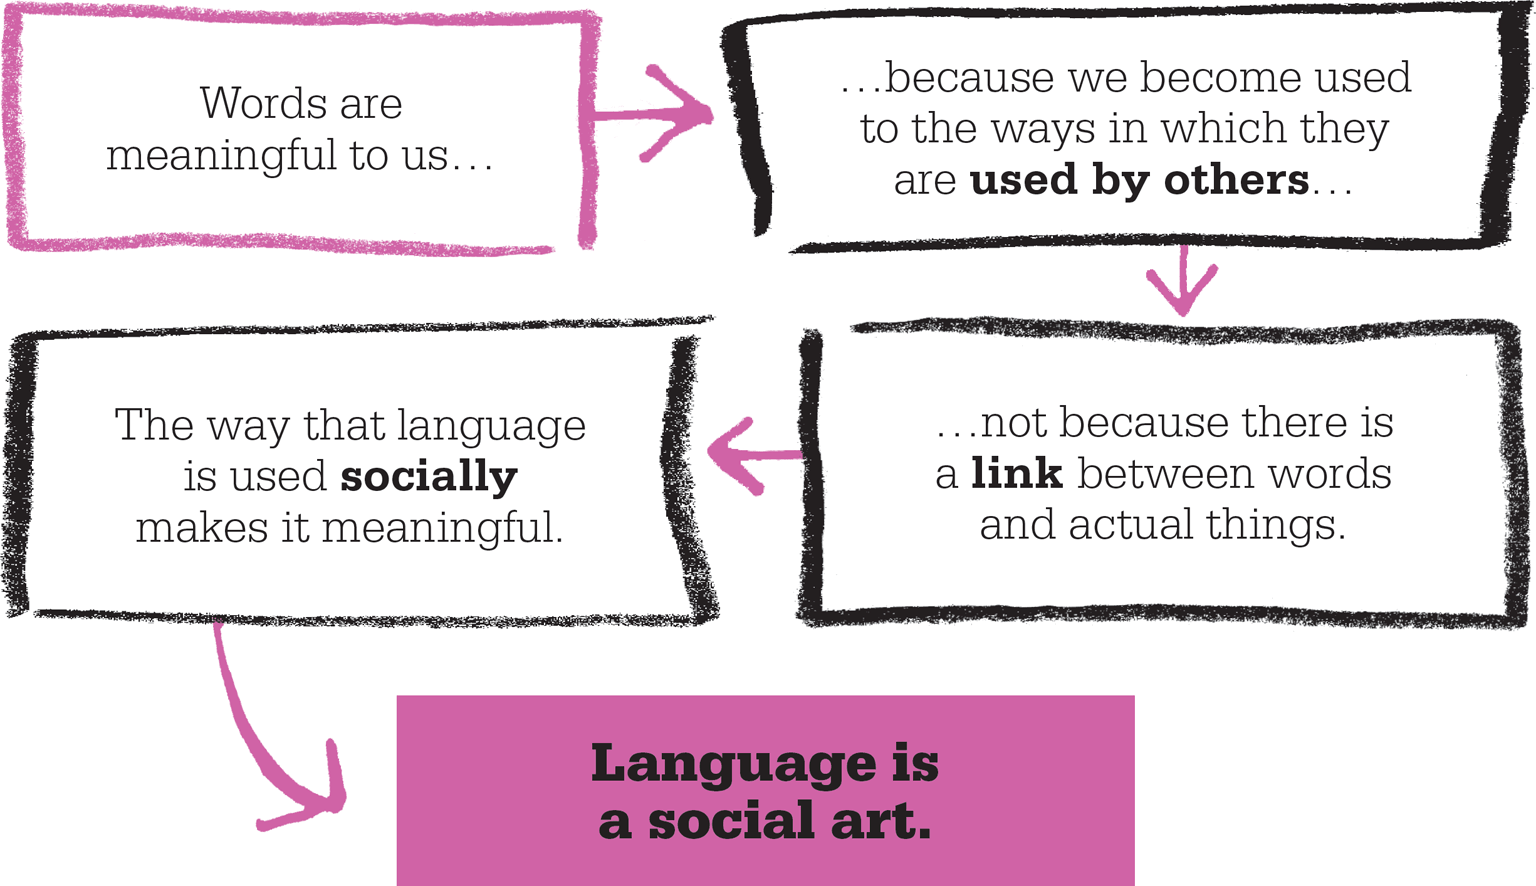 Words are
meaningful to us…
…because we become used
to the ways in which they
are used by others…
…not because there is
a link between words
and actual things.
The way that language
is used socially
makes it meaningful.
Language is
a social art.